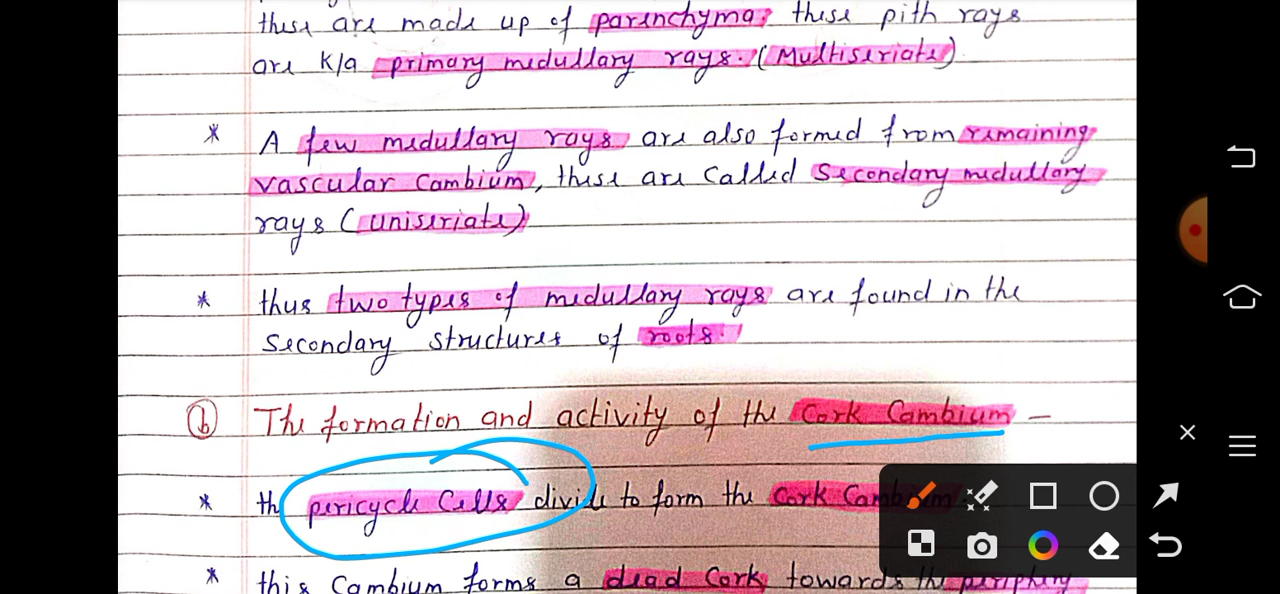 these are made up of parenchyma. these pith rays
are k/a primary medullary rays. (Multiseriate)
* A few medullary rays are also formed from remaining
vascular Cambium, these are called Secondary medullary
rays (uniseriate)
* thus two types of medullary rays are found in the
Secondary structures of roots.
(b) The formation and activity of the Cork Cambium -
* th pericycle Cells divide to form the Cork Cambium
* this Cambium forms a dead Cork towards the periphery